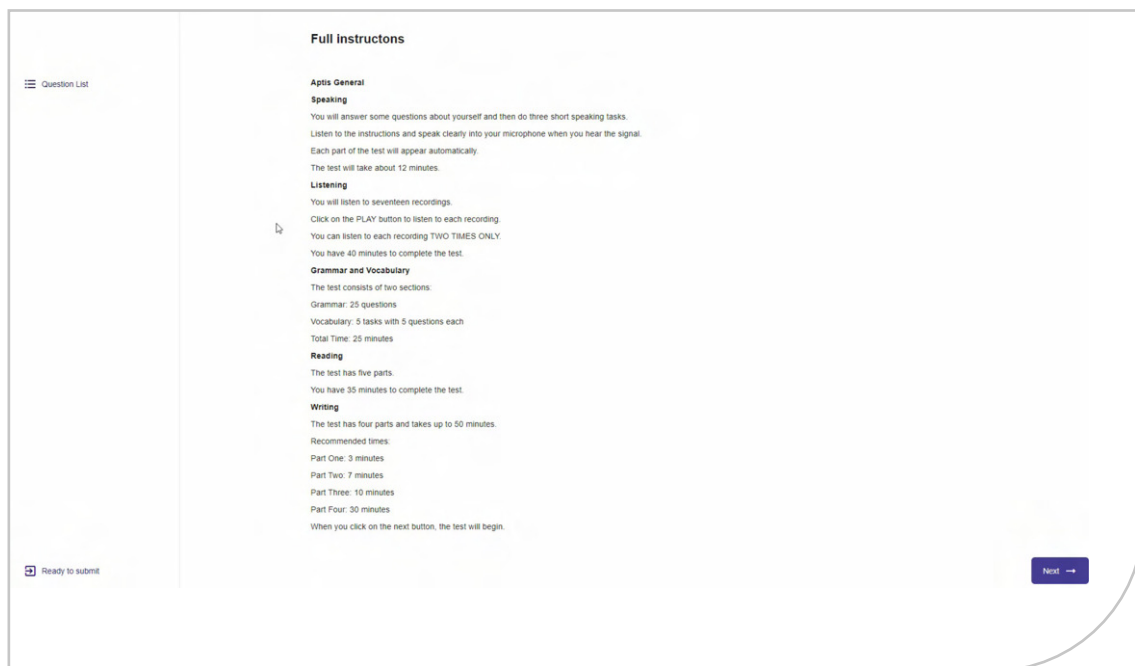 Full instructons
Question List
Aptis General
Speaking
You will answer some questions about yourself and then do three short speaking tasks.
Listen to the instructions and speak clearly into your microphone when you hear the signal.
Each part of the test will appear automatically.
The test will take about 12 minutes.
Listening
You will listen to seventeen recordings.
Click on the PLAY button to listen to each recording.
You can listen to each recording TWO TIMES ONLY.
You have 40 minutes to complete the test.
Grammar and Vocabulary
The test consists of two sections:
Grammar: 25 questions
Vocabulary: 5 tasks with 5 questions each
Total Time: 25 minutes
Reading
The test has five parts.
You have 35 minutes to complete the test.
Writing
The test has four parts and takes up to 50 minutes.
Recommended times:
Part One: 3 minutes
Part Two: 7 minutes
Part Three: 10 minutes
Part Four: 30 minutes
When you click on the next button, the test will begin.
Ready to submit
Next →